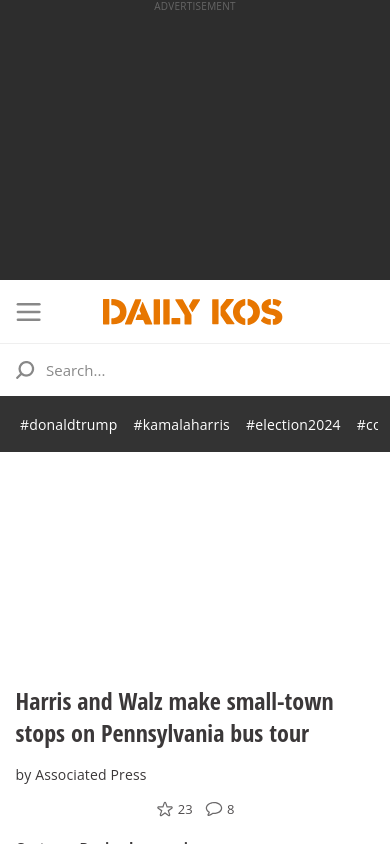 ADVERTISEMENT
DAILY KOS
Search...
#donaldtrump #kamalaharris #election2024
Harris and Walz make small-town
stops on Pennsylvania bus tour
by Associated Press
23 8